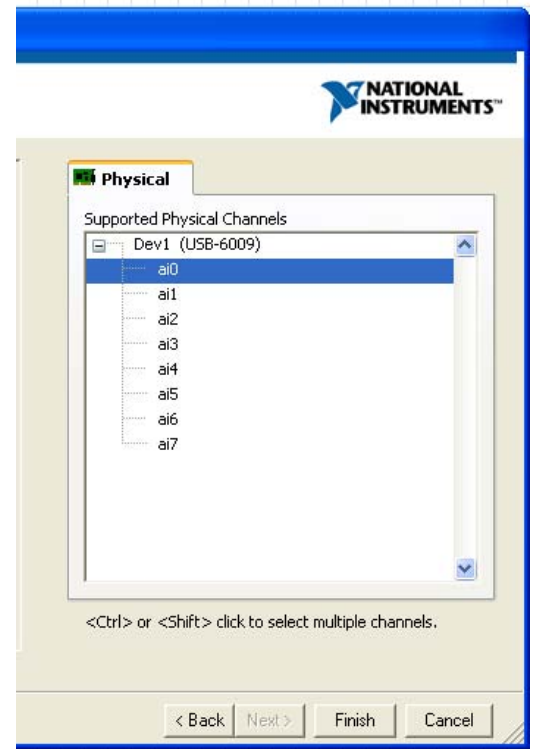 NATIONAL
INSTRUMENTS™
Physical
Supported Physical Channels
Dev1 (USB-6009)
ai0
ai1
ai2
ai3
ai4
ai5
ai6
ai7
<Ctrl> or <Shift> click to select multiple channels.
< Back Next > Finish Cancel